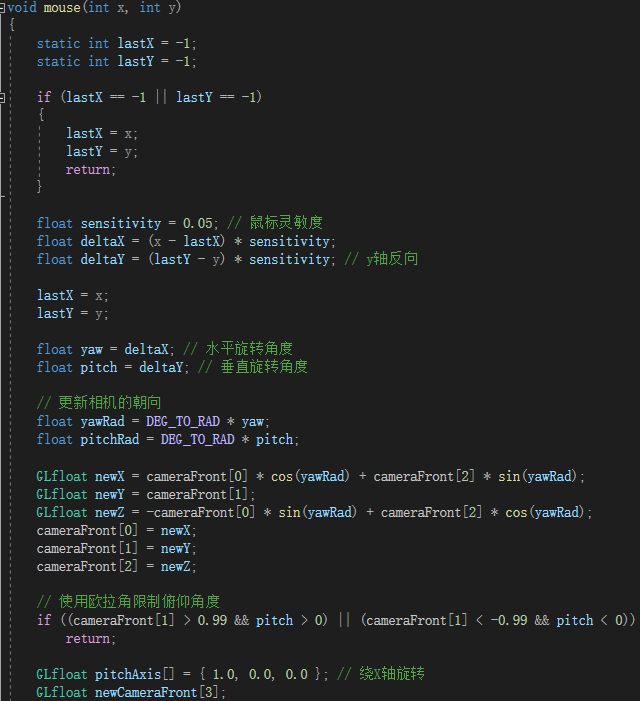 void mouse(int x, int y)
{
    static int lastX = -1;
    static int lastY = -1;

    if (lastX == -1 || lastY == -1)
    {
        lastX = x;
        lastY = y;
        return;
    }

    float sensitivity = 0.05; // 鼠标灵敏度
    float deltaX = (x - lastX) * sensitivity;
    float deltaY = (lastY - y) * sensitivity; // y轴反向

    lastX = x;
    lastY = y;

    float yaw = deltaX; // 水平旋转角度
    float pitch = deltaY; // 垂直旋转角度

    // 更新相机的朝向
    float yawRad = DEG_TO_RAD * yaw;
    float pitchRad = DEG_TO_RAD * pitch;

    GLfloat newX = cameraFront[0] * cos(yawRad) + cameraFront[2] * sin(yawRad);
    GLfloat newY = cameraFront[1];
    GLfloat newZ = -cameraFront[0] * sin(yawRad) + cameraFront[2] * cos(yawRad);
    cameraFront[0] = newX;
    cameraFront[1] = newY;
    cameraFront[2] = newZ;

    // 使用欧拉角限制俯仰角度
    if ((cameraFront[1] > 0.99 && pitch > 0) || (cameraFront[1] < -0.99 && pitch < 0))
        return;

    GLfloat pitchAxis[] = { 1.0, 0.0, 0.0 }; // 绕X轴旋转
    GLfloat newCameraFront[3];